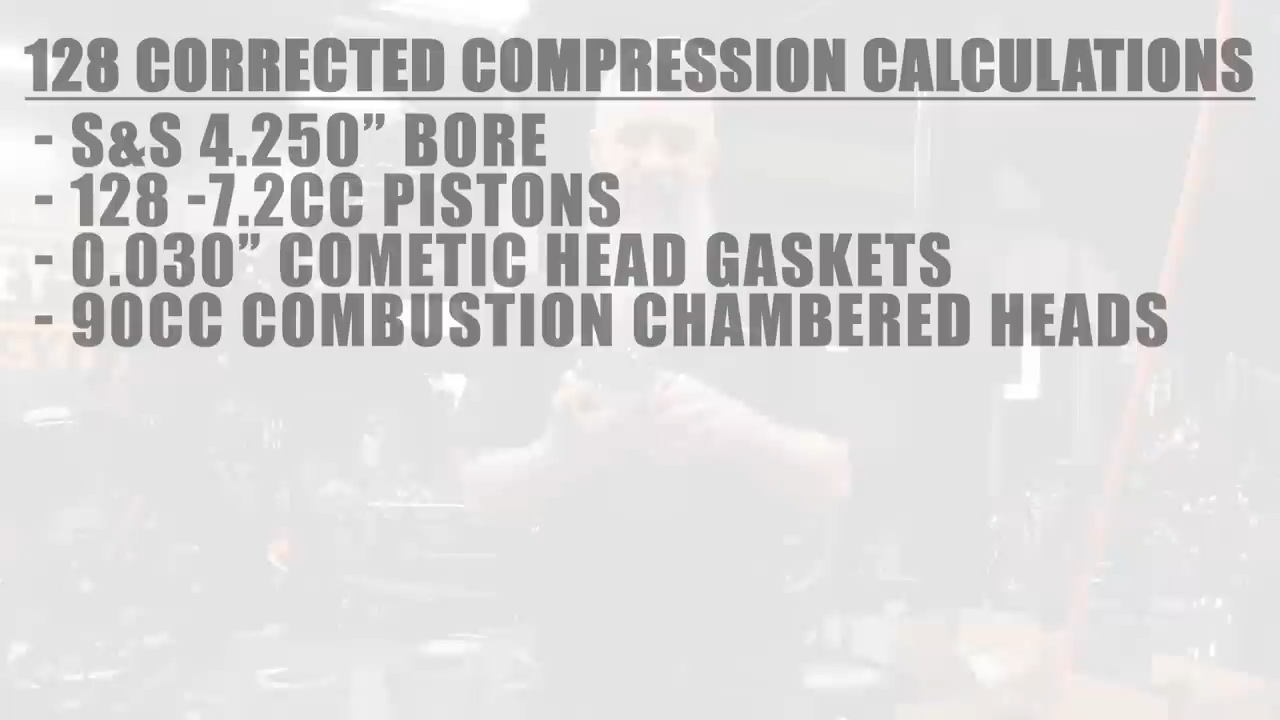 128 CORRECTED COMPRESSION CALCULATIONS
- S&S 4.250” BORE
- 128 -7.2CC PISTONS
- 0.030” COMETIC HEAD GASKETS
- 90CC COMBUSTION CHAMBERED HEADS